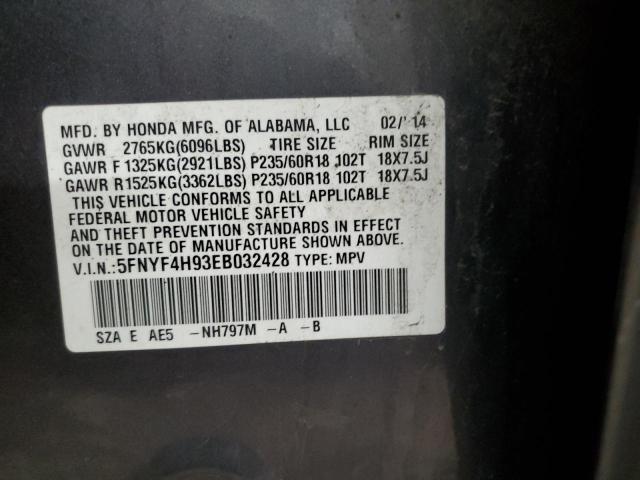 MFD. BY HONDA MFG. OF ALABAMA, LLC 02/'14
GVWR 2765KG(6096LBS) TIRE SIZE RIM SIZE
GAWR F1325KG(2921LBS) P235/60R18 102T 18X7.5J
GAWR R1525KG(3362LBS) P235/60R18 102T 18X7.5J
THIS VEHICLE CONFORMS TO ALL APPLICABLE
FEDERAL MOTOR VEHICLE SAFETY
AND THEFT PREVENTION STANDARDS IN EFFECT
ON THE DATE OF MANUFACTURE SHOWN ABOVE.
V.I.N.:5FNYF4H93EB032428 TYPE: MPV
SZA E AE5 -NH797M -A -B